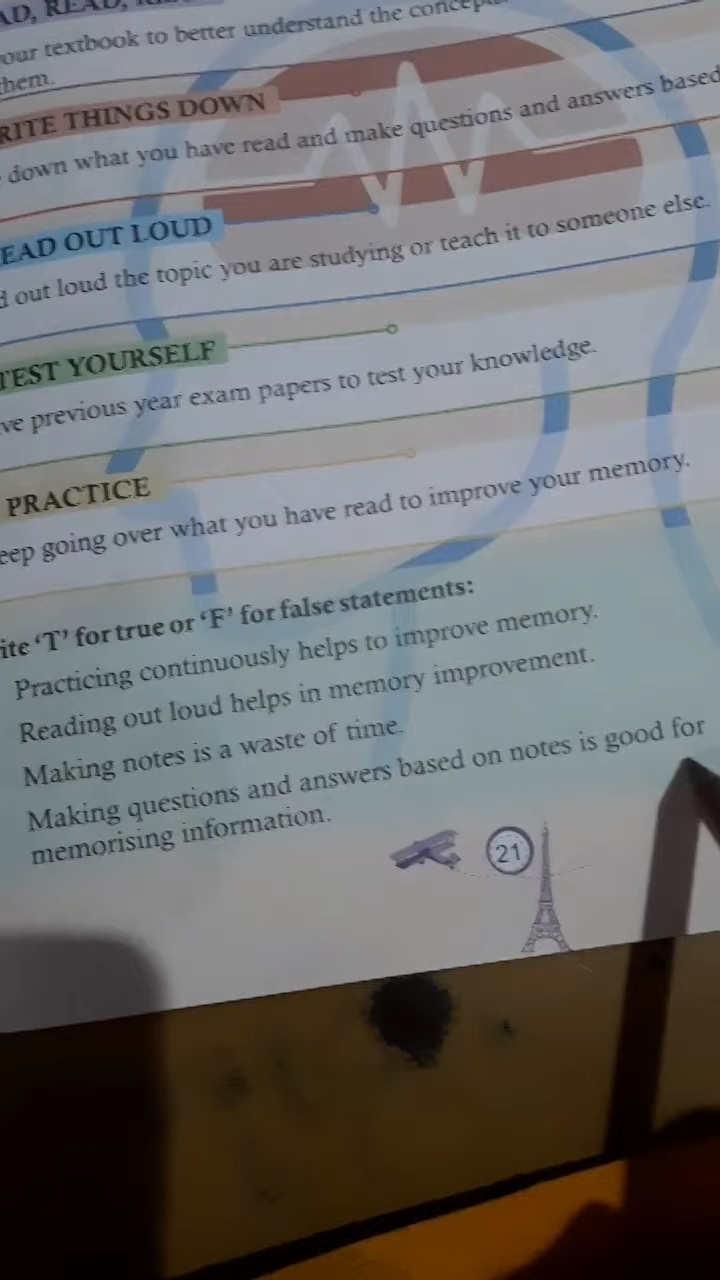 AD, READ,
our textbook to better understand the
them.
RITE THINGS DOWN
down what you have read and make questions and answers based
EAD OUT LOUD
d out loud the topic you are studying or teach it to someone else.
TEST YOURSELF
ve previous year exam papers to test your knowledge.
PRACTICE
eep going over what you have read to improve your memory.
ite ‘T’ for true or ‘F’ for false statements:
Practicing continuously helps to improve memory.
Reading out loud helps in memory improvement.
Making notes is a waste of time.
Making questions and answers based on notes is good for
memorising information.
21